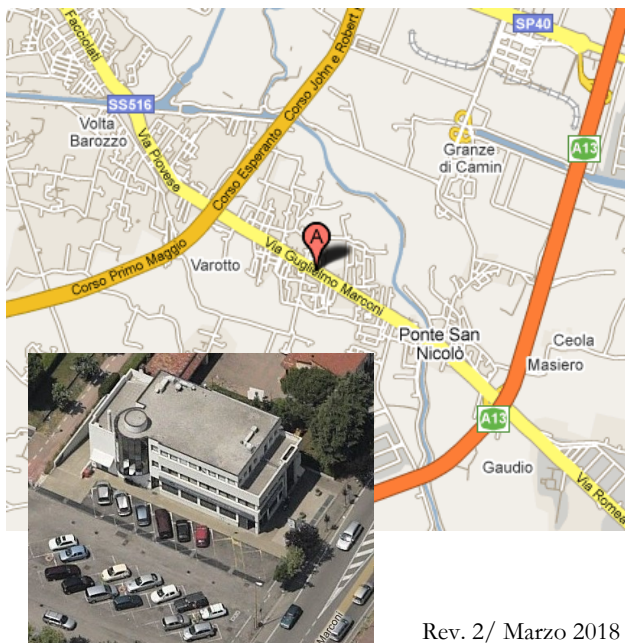 Facciolati
SP40
Corso John e Robert
SS516
Volta
Barozzo
Via Piovese
A13
Granze
di Camin
Corso Esperanto
A
Via Guglielmo Marconi
Varotto
Corso Primo Maggio
Ponte San
Nicolò
Ceola
Masiero
A13
Gaudio
Via Romea
Marconi
Rev. 2/ Marzo 2018